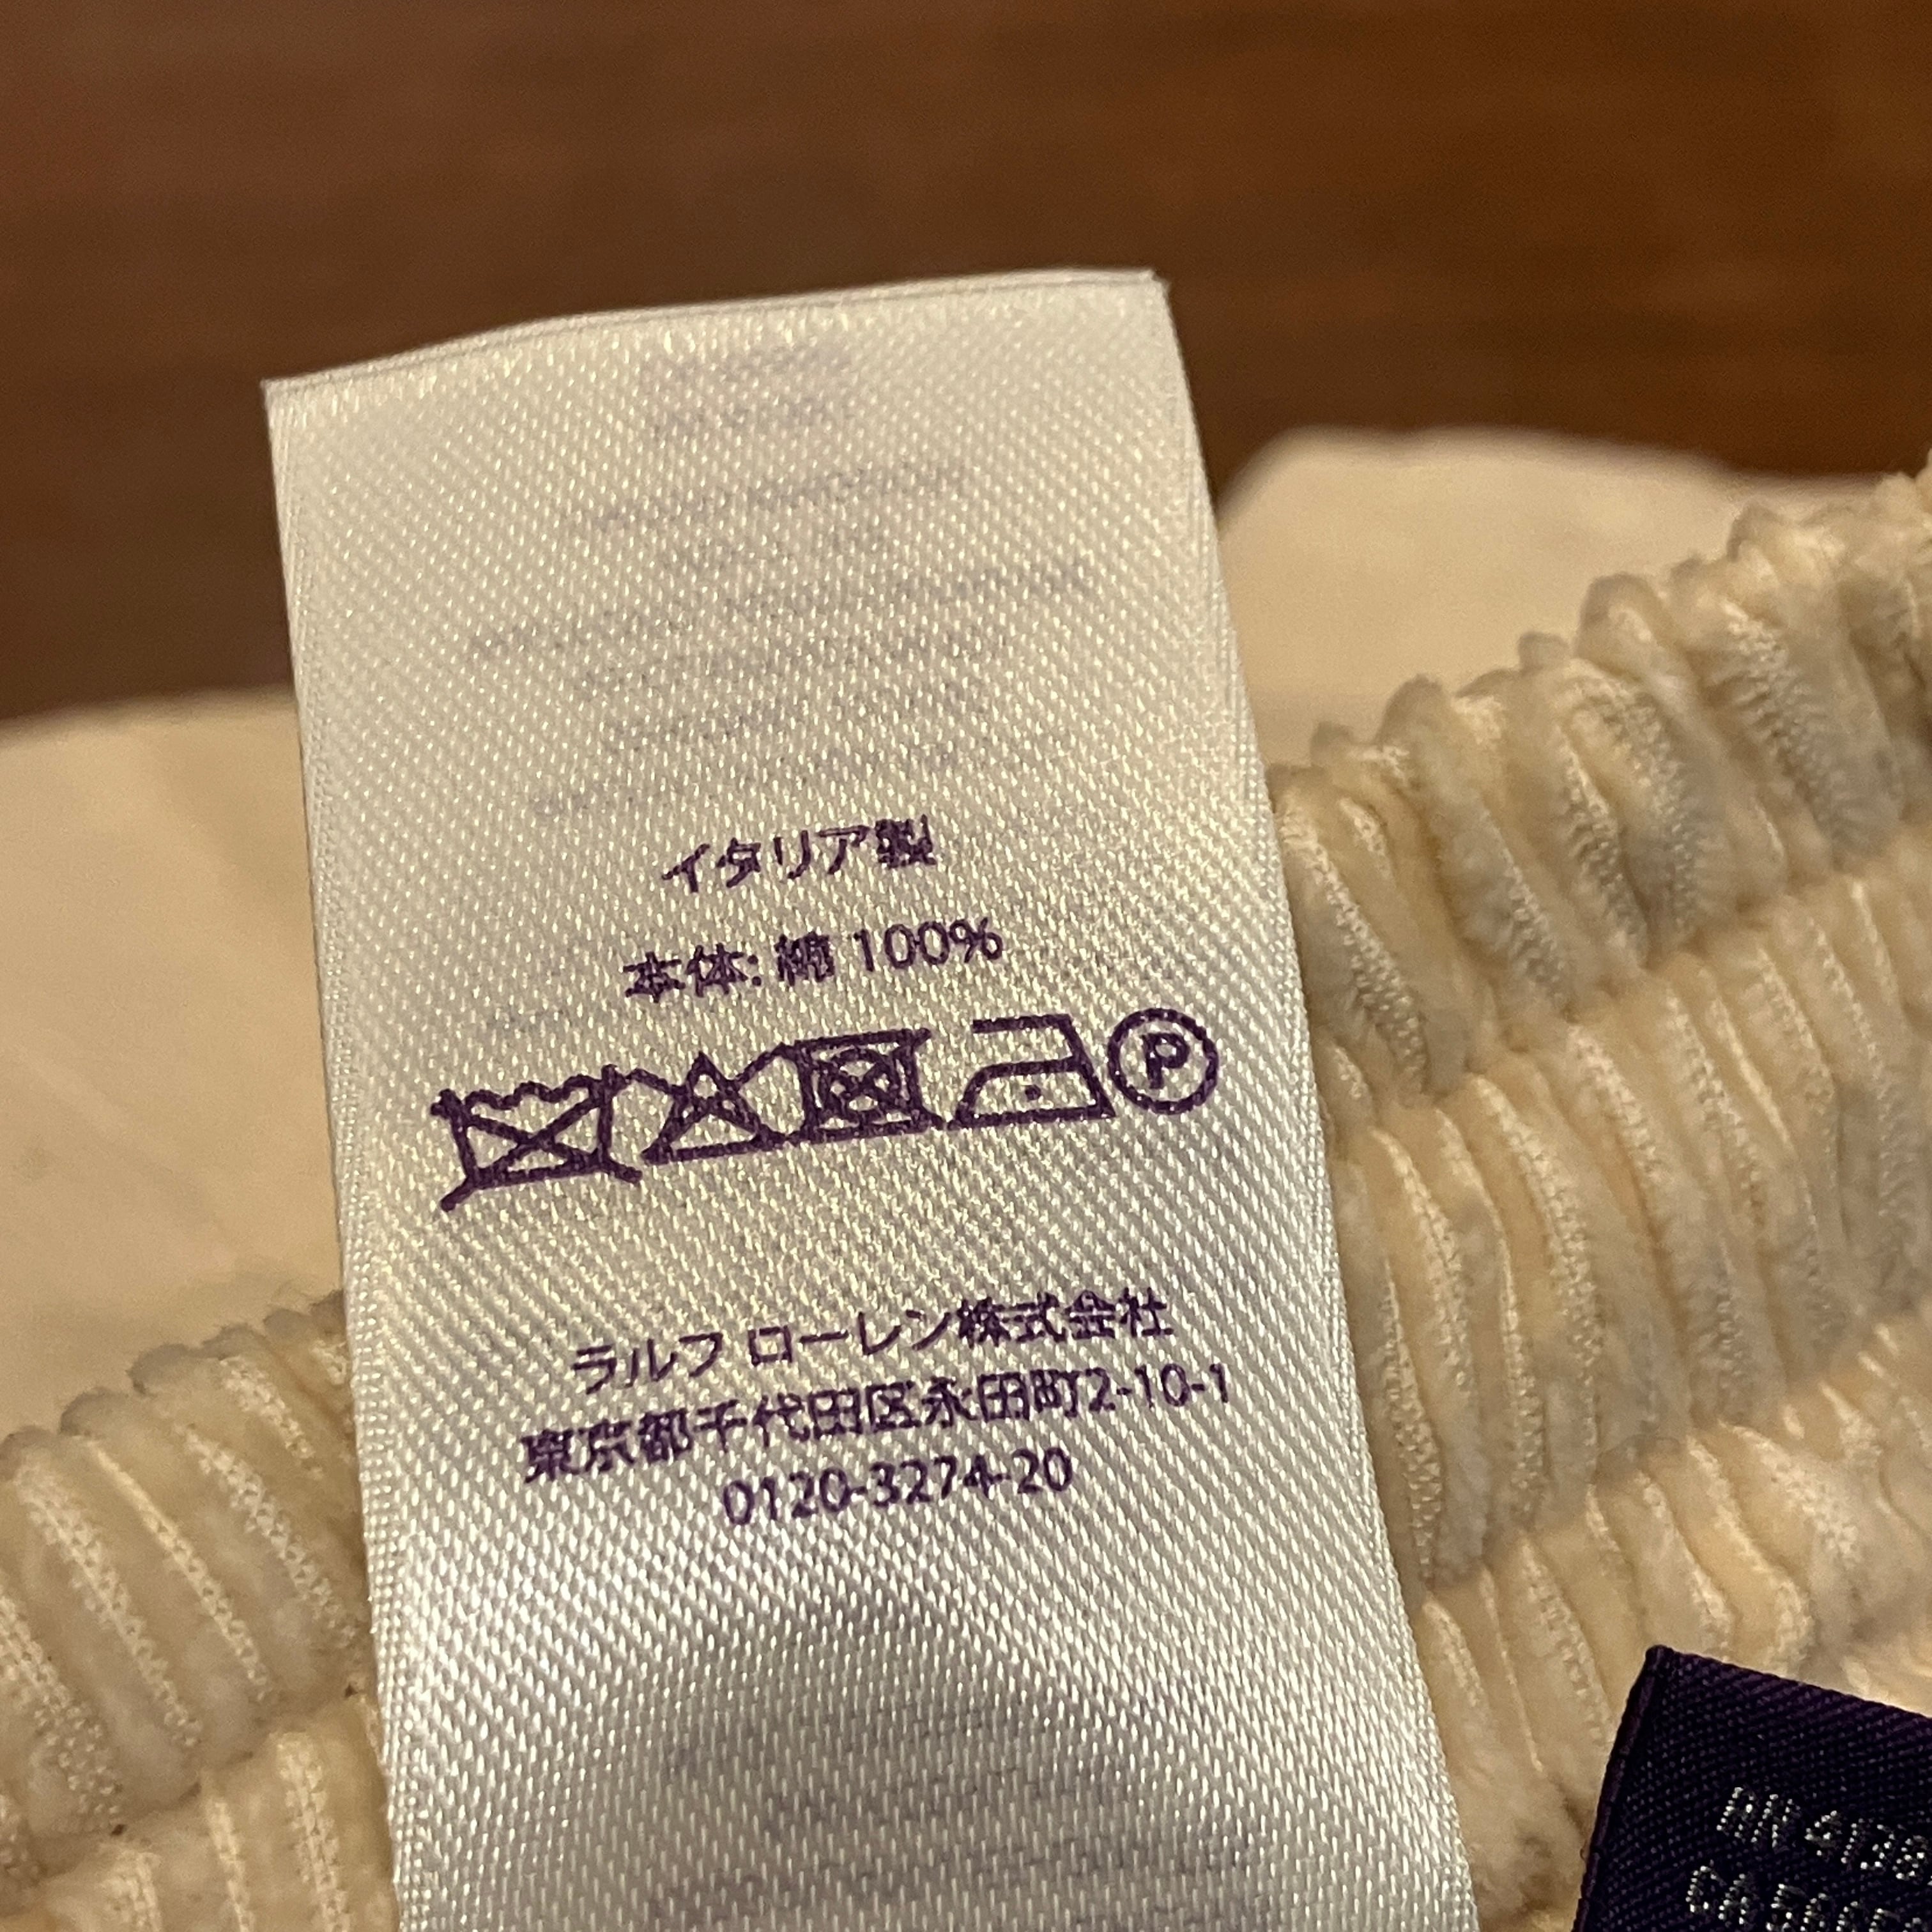 イタリア製
本体: 綿 100%
P
ラルフ ローレン株式会社
東京都千代田区永田町2-10-1
0120-3274-20